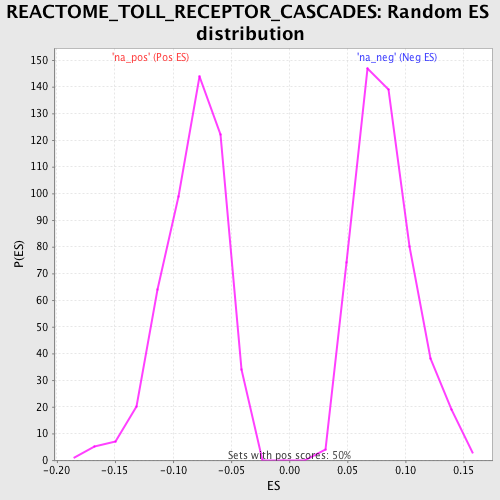 REACTOME_TOLL_RECEPTOR_CASCADES: Random ES
distribution
'na_pos' (Pos ES)
'na_neg' (Neg ES)
150
140
130
120
110
100
90
80
70
60
50
40
30
20
10
0
P(ES)
Sets with pos scores: 50%
-0.20 -0.15 -0.10 -0.05 0.00 0.05 0.10 0.15
ES